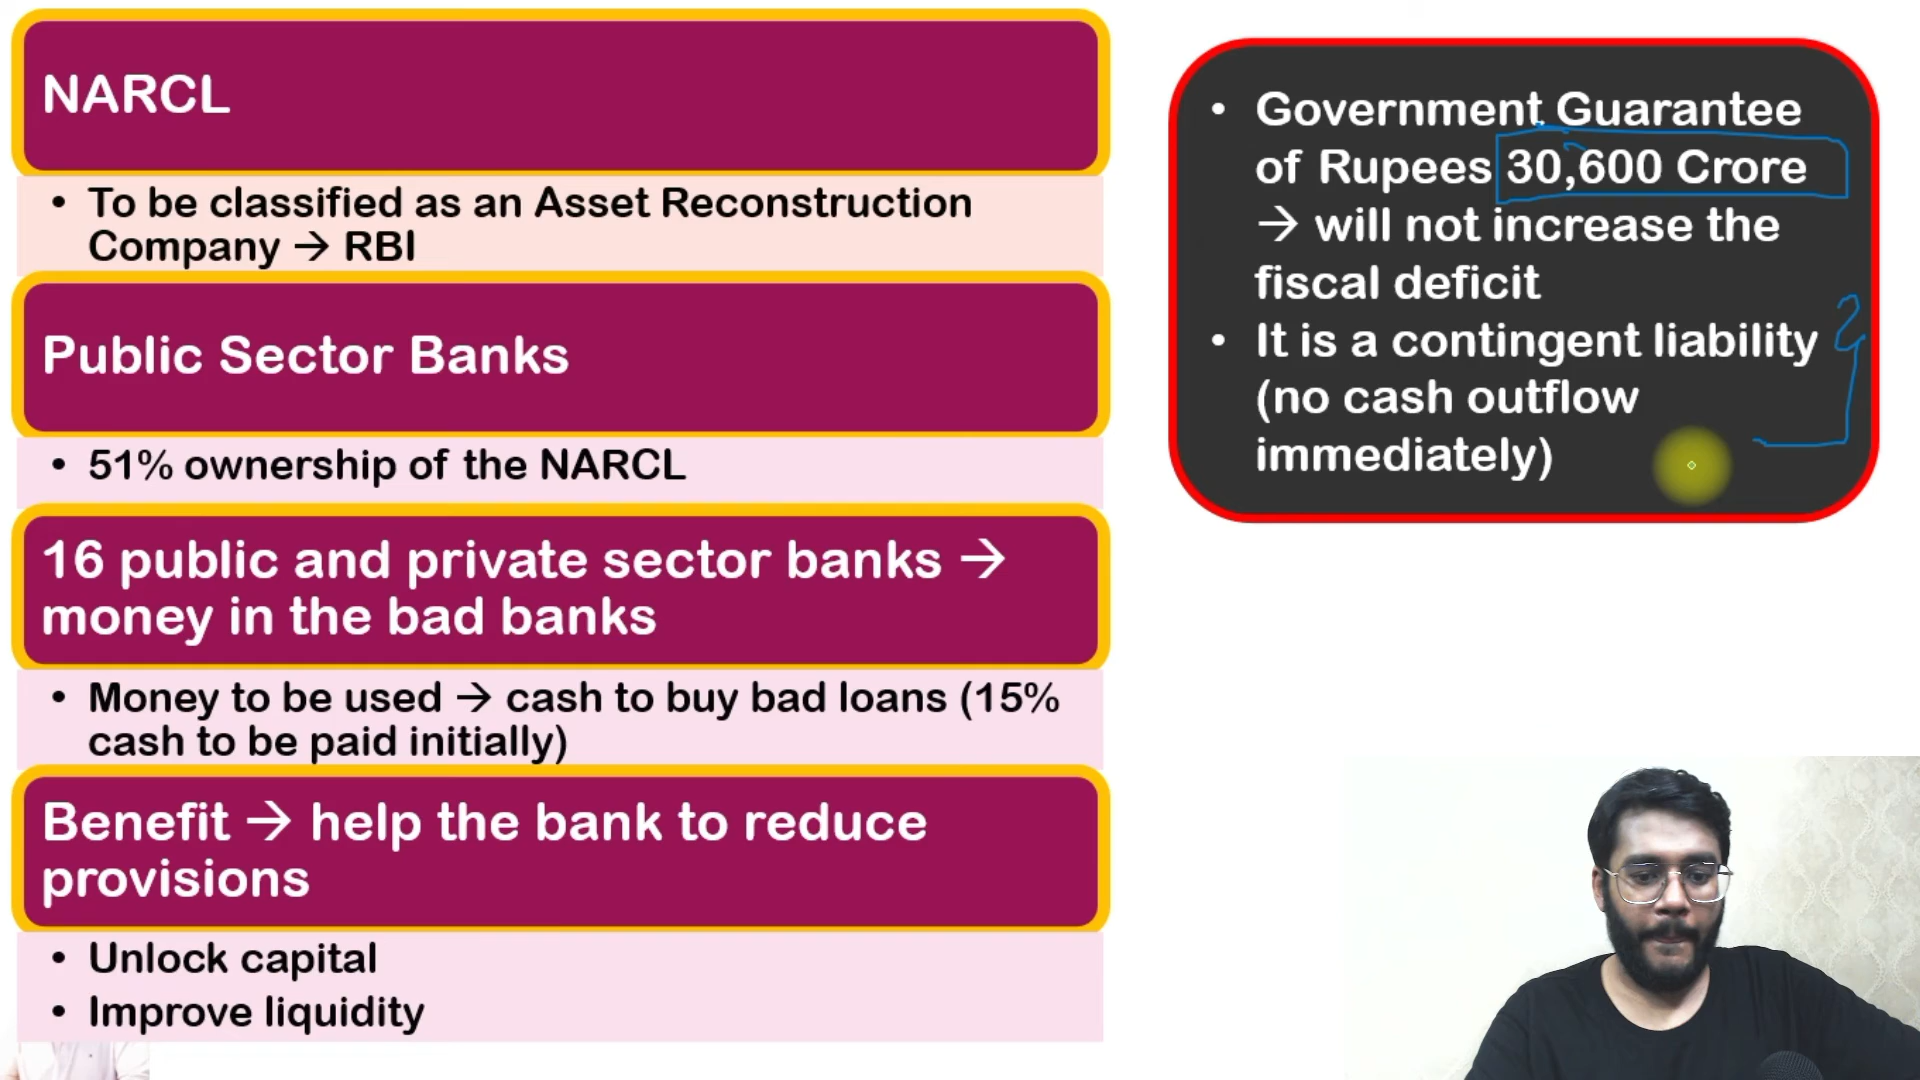 NARCL
• To be classified as an Asset Reconstruction
Company → RBI
Public Sector Banks
• 51% ownership of the NARCL
16 public and private sector banks →
money in the bad banks
• Money to be used → cash to buy bad loans (15%
cash to be paid initially)
Benefit → help the bank to reduce
provisions
• Unlock capital
• Improve liquidity
• Government Guarantee
of Rupees 30,600 Crore
→ will not increase the
fiscal deficit
• It is a contingent liability
(no cash outflow
immediately)